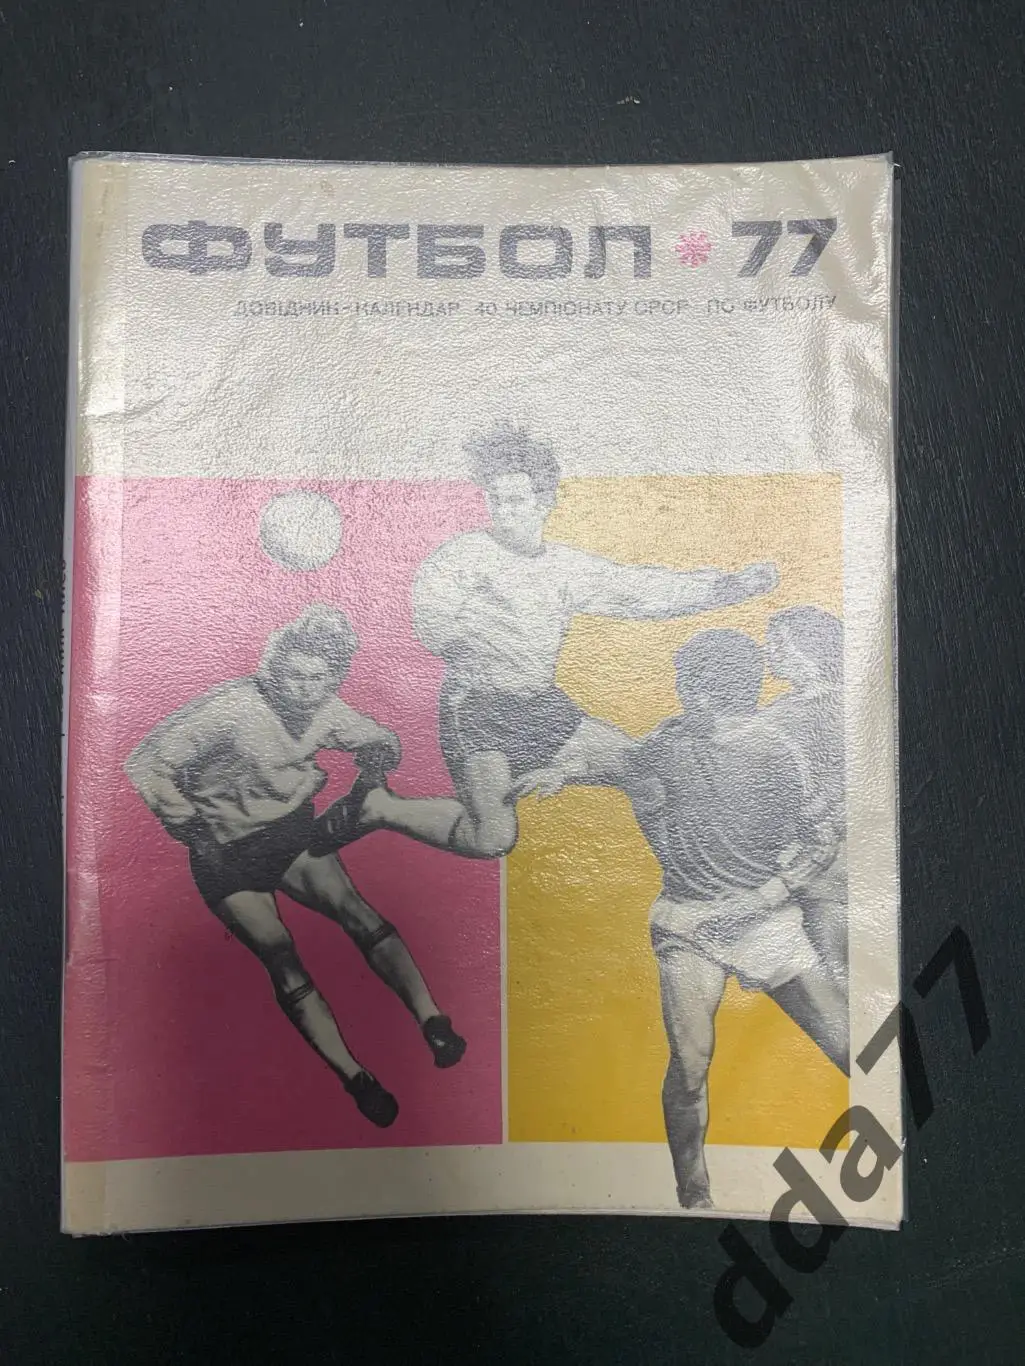 ФУТБОЛ * 77
ДОВІДНИК-КАЛЕНДАР 40 ЧЕМПІОНАТУ СРСР ПО ФУТБОЛУ
dda77